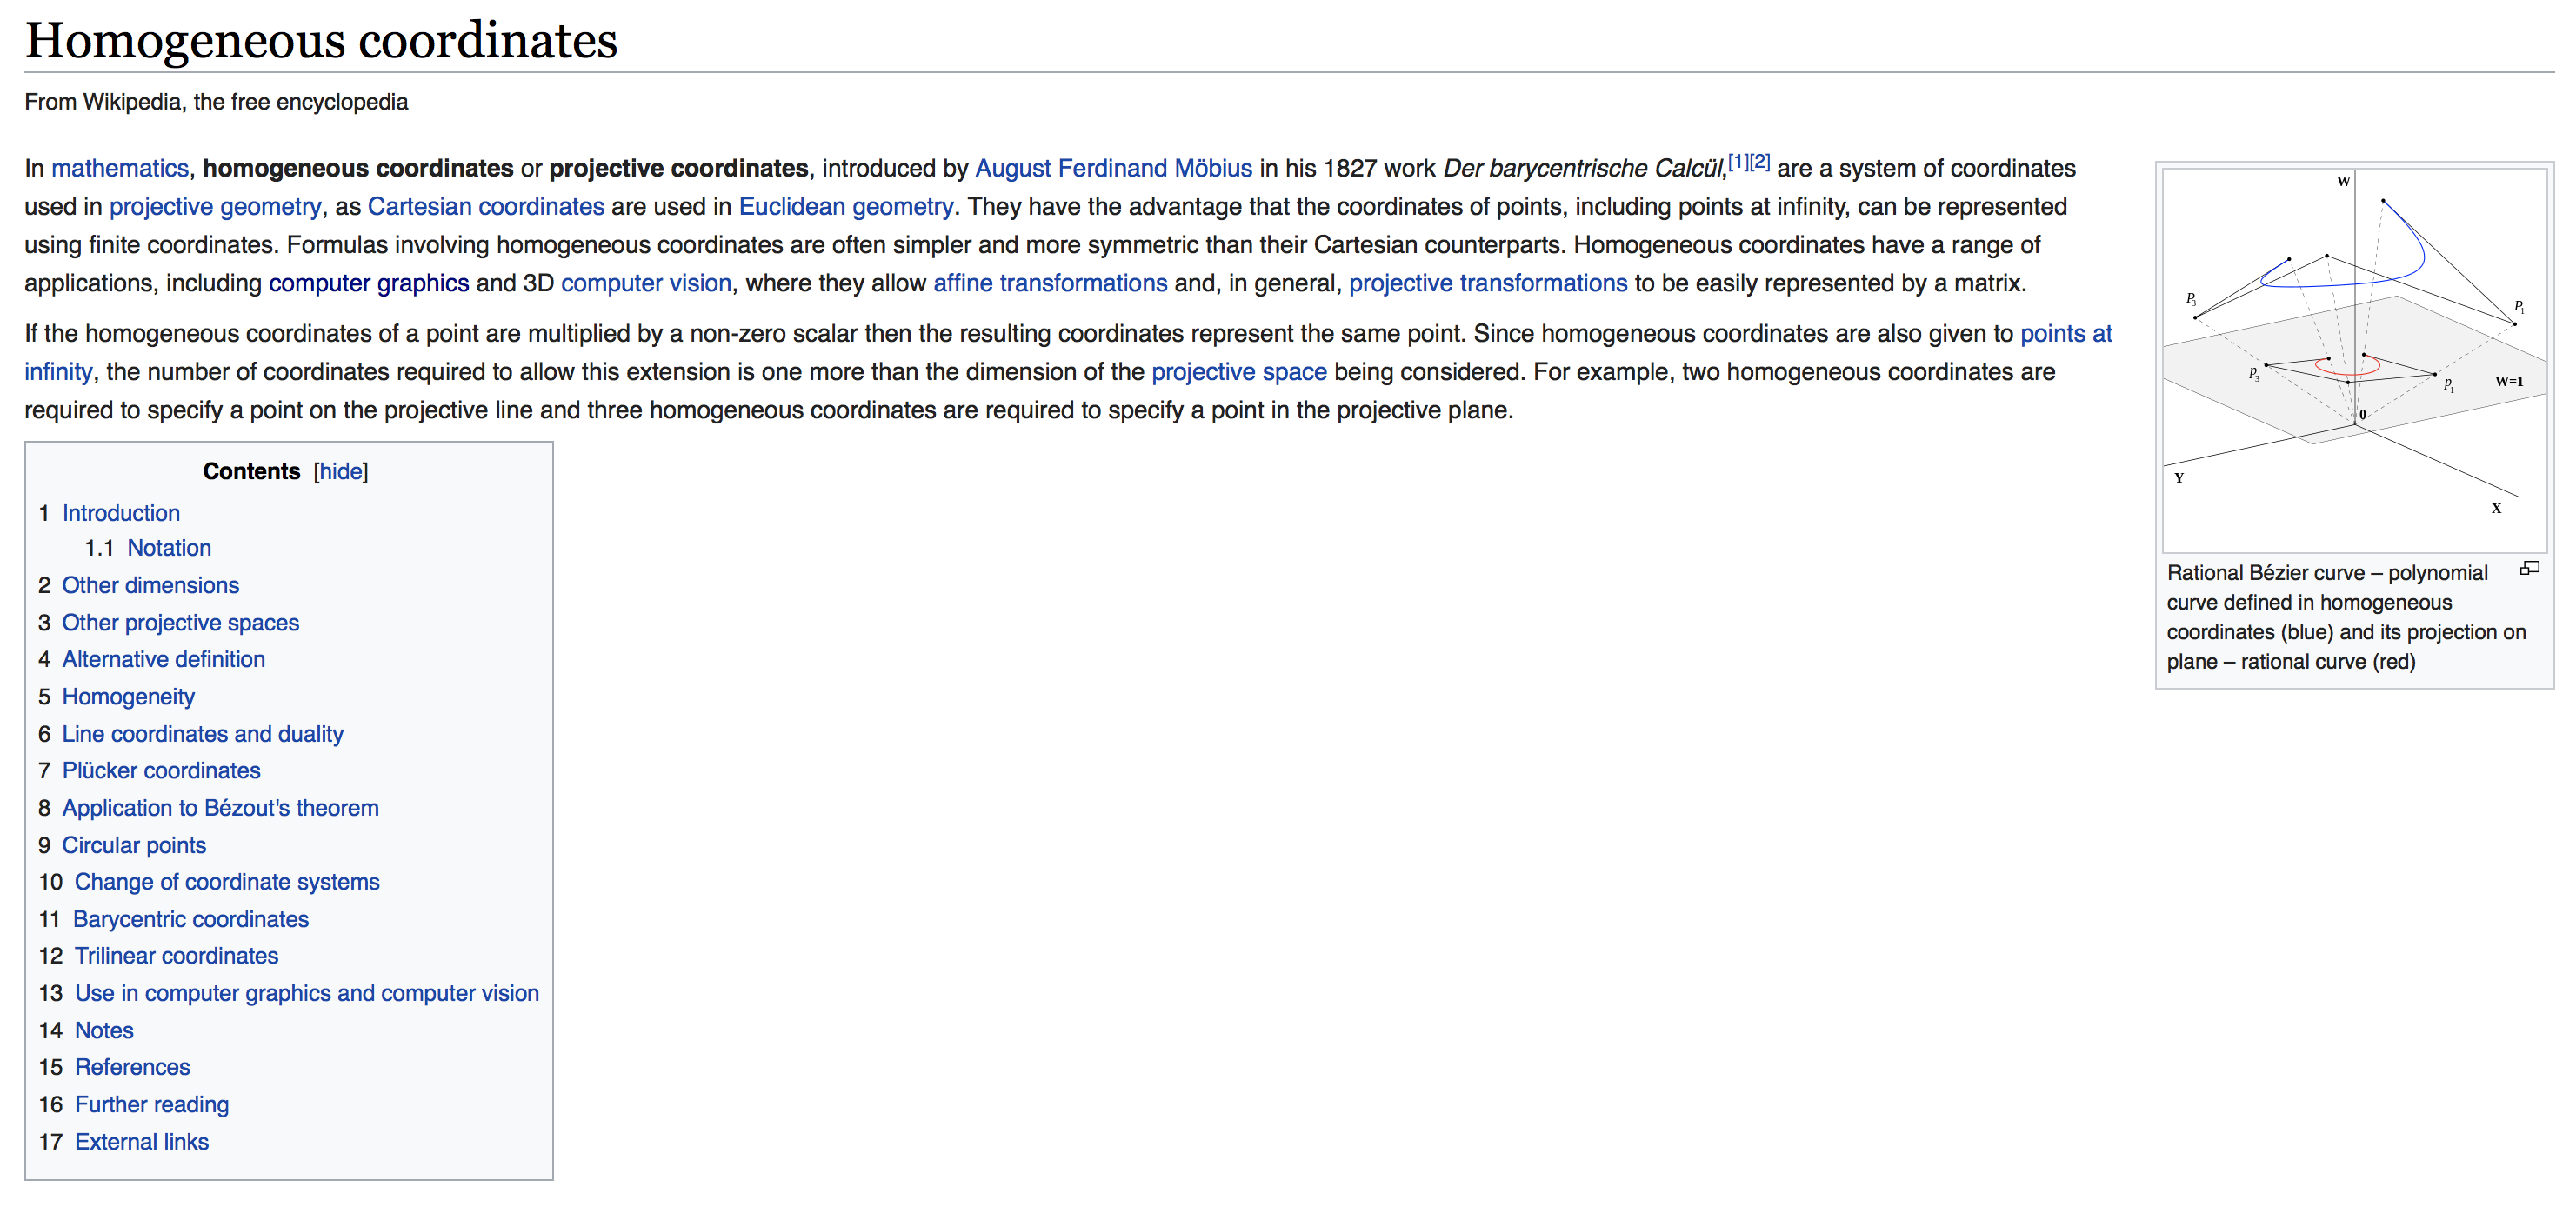 Homogeneous coordinates
From Wikipedia, the free encyclopedia
In mathematics, homogeneous coordinates or projective coordinates, introduced by August Ferdinand Möbius in his 1827 work Der barycentrische Calcül,[1][2] are a system of coordinates
used in projective geometry, as Cartesian coordinates are used in Euclidean geometry. They have the advantage that the coordinates of points, including points at infinity, can be represented
using finite coordinates. Formulas involving homogeneous coordinates are often simpler and more symmetric than their Cartesian counterparts. Homogeneous coordinates have a range of
applications, including computer graphics and 3D computer vision, where they allow affine transformations and, in general, projective transformations to be easily represented by a matrix.
If the homogeneous coordinates of a point are multiplied by a non-zero scalar then the resulting coordinates represent the same point. Since homogeneous coordinates are also given to points at
infinity, the number of coordinates required to allow this extension is one more than the dimension of the projective space being considered. For example, two homogeneous coordinates are
required to specify a point on the projective line and three homogeneous coordinates are required to specify a point in the projective plane.
Contents [hide]
1 Introduction
1.1 Notation
2 Other dimensions
3 Other projective spaces
4 Alternative definition
5 Homogeneity
6 Line coordinates and duality
7 Plücker coordinates
8 Application to Bézout's theorem
9 Circular points
10 Change of coordinate systems
11 Barycentric coordinates
12 Trilinear coordinates
13 Use in computer graphics and computer vision
14 Notes
15 References
16 Further reading
17 External links
W
P3
P1
p3
p1
W=1
0
Y
X
Rational Bézier curve – polynomial
curve defined in homogeneous
coordinates (blue) and its projection on
plane – rational curve (red)